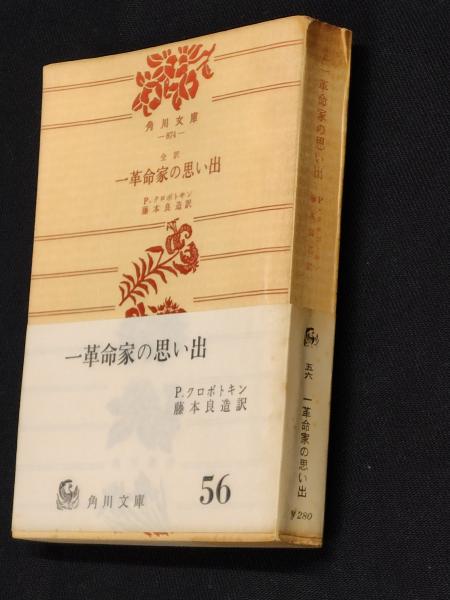 角川文庫
—874—
全訳
一革命家の思い出
P.クロポトキン
藤本良造訳
一革命家の思い出
P.クロポトキン
藤本良造訳
角川文庫
56
一革命家の思い出
五六
一革命家の思い出
¥280